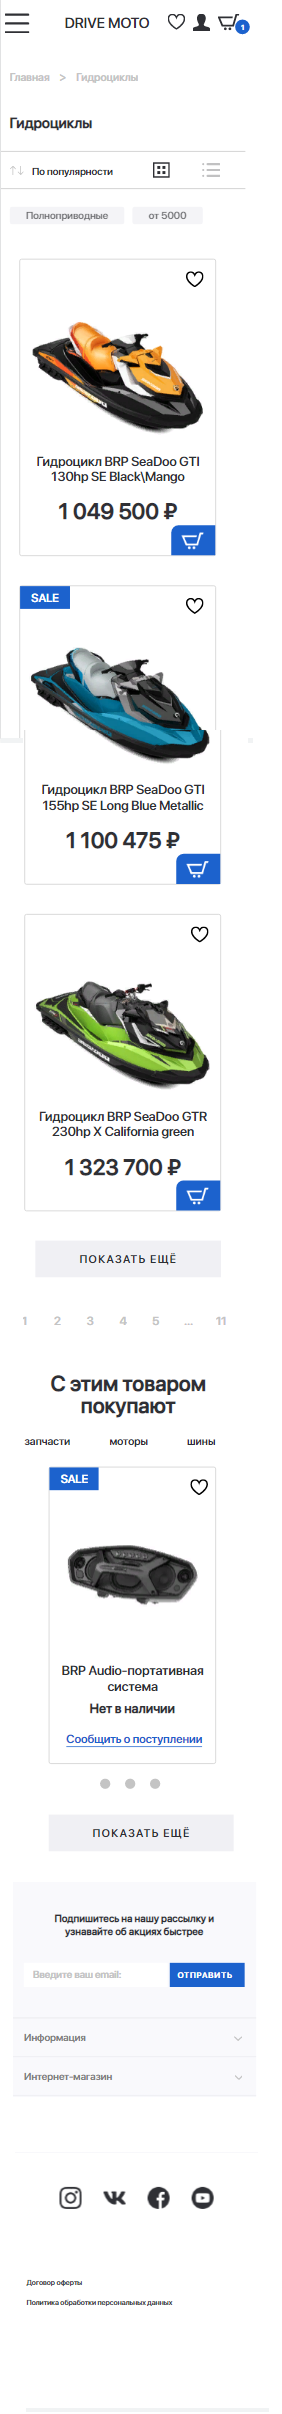 DRIVE MOTO
1
Главная > Гидроциклы
Гидроциклы
По популярности
Полноприводные от 5000
Гидроцикл BRP SeaDoo GTI
130hp SE Black\Mango
1 049 500 ₽
SALE
Гидроцикл BRP SeaDoo GTI
155hp SE Long Blue Metallic
1 100 475 ₽
Гидроцикл BRP SeaDoo GTR
230hp X California green
1 323 700 ₽
ПОКАЗАТЬ ЕЩЁ
1 2 3 4 5 ... 11
С этим товаром
покупают
запчасти моторы шины
SALE
BRP Audio-портативная
система
Нет в наличии
Сообщить о поступлении
ПОКАЗАТЬ ЕЩЁ
Подпишитесь на нашу рассылку и
узнавайте об акциях быстрее
Введите ваш email: ОТПРАВИТЬ
Информация
Интернет-магазин
Договор оферты
Политика обработки персональных данных